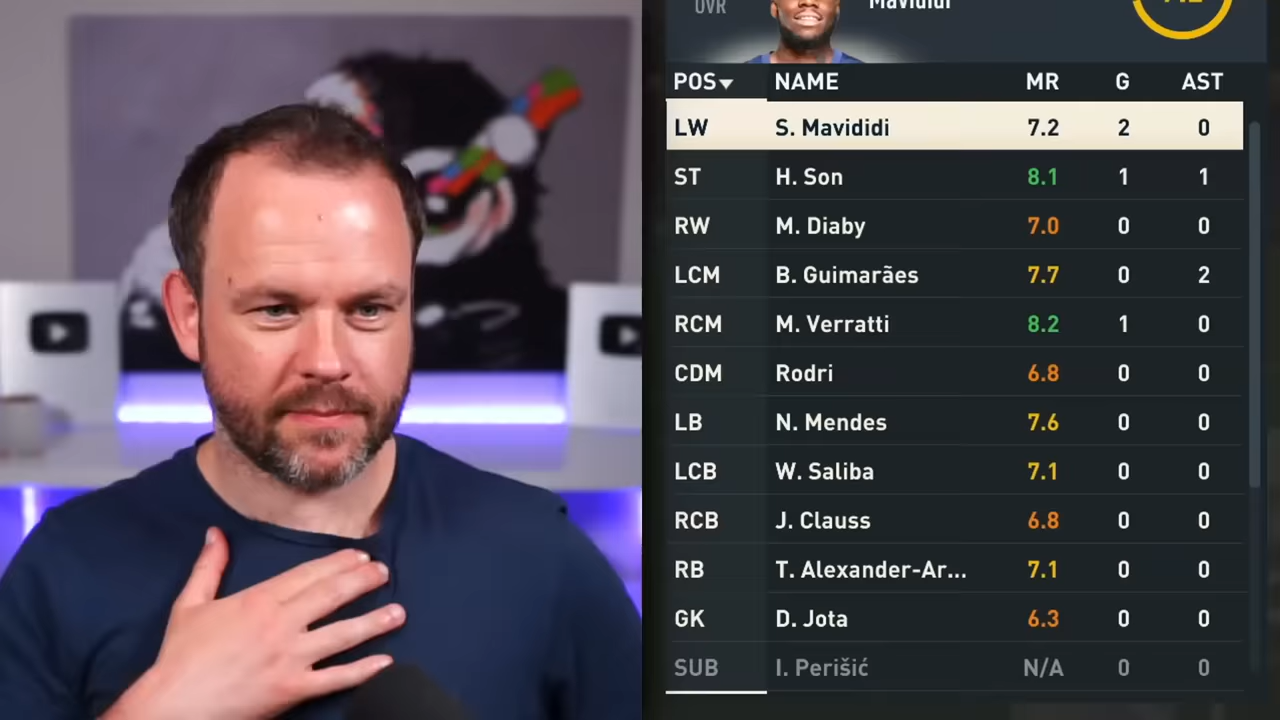 OVR Mavididi
POS NAME MR G AST
LW S. Mavididi 7.2 2 0
ST H. Son 8.1 1 1
RW M. Diaby 7.0 0 0
LCM B. Guimarães 7.7 0 2
RCM M. Verratti 8.2 1 0
CDM Rodri 6.8 0 0
LB N. Mendes 7.6 0 0
LCB W. Saliba 7.1 0 0
RCB J. Clauss 6.8 0 0
RB T. Alexander-Ar... 7.1 0 0
GK D. Jota 6.3 0 0
SUB I. Perišić N/A 0 0